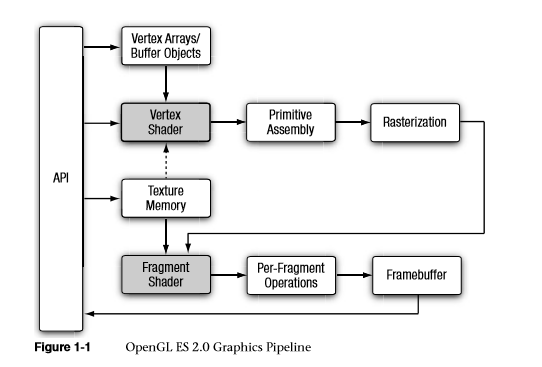 Vertex Arrays/
Buffer Objects
Vertex
Shader
Primitive
Assembly
Rasterization
API
Texture
Memory
Fragment
Shader
Per-Fragment
Operations
Framebuffer
Figure 1-1 OpenGL ES 2.0 Graphics Pipeline